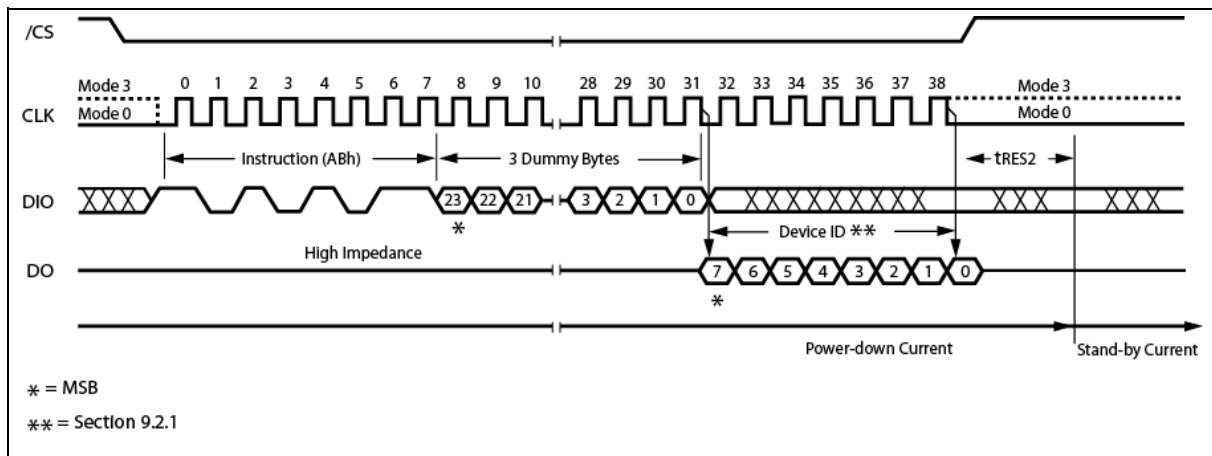 /CS
0 1 2 3 4 5 6 7 8 9 10 28 29 30 31 32 33 34 35 36 37 38
Mode 3 Mode 3
CLK Mode 0 Mode 0
Instruction (ABh) 3 Dummy Bytes tRES2
DIO 23 22 21 3 2 1 0
* Device ID **
High Impedance
DO 7 6 5 4 3 2 1 0
*
Power-down Current Stand-by Current
* = MSB
** = Section 9.2.1